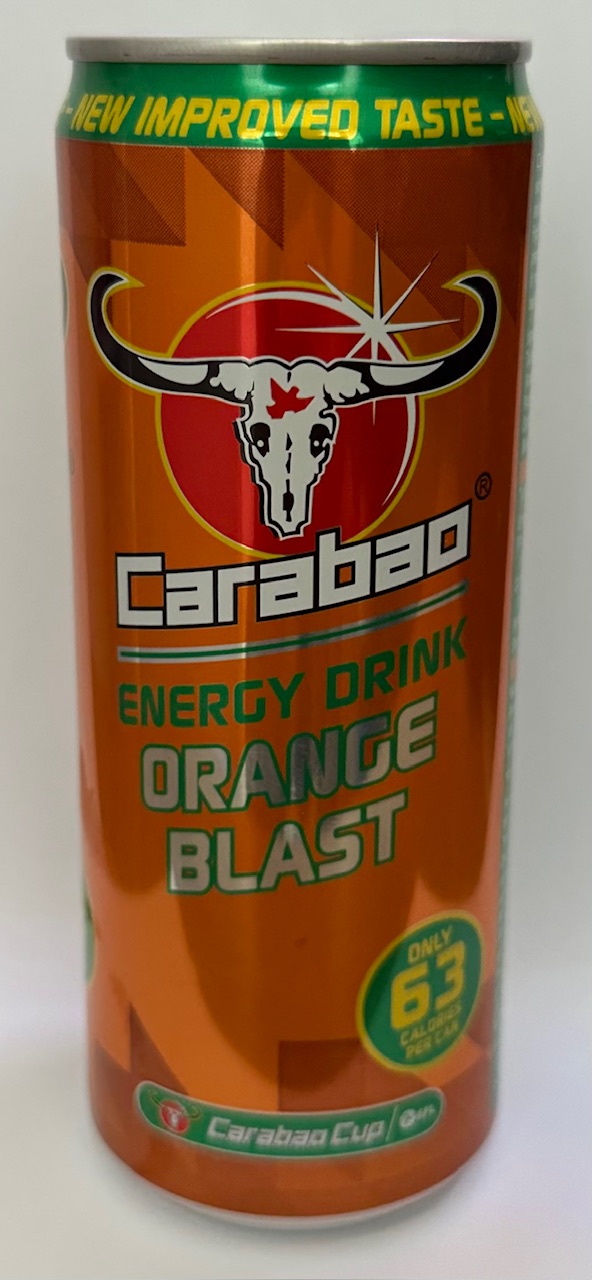 - NEW IMPROVED TASTE - NEW
Carabao®
ENERGY DRINK
ORANGE
BLAST
ONLY
63
CALORIES
PER CAN
Carabao Cup